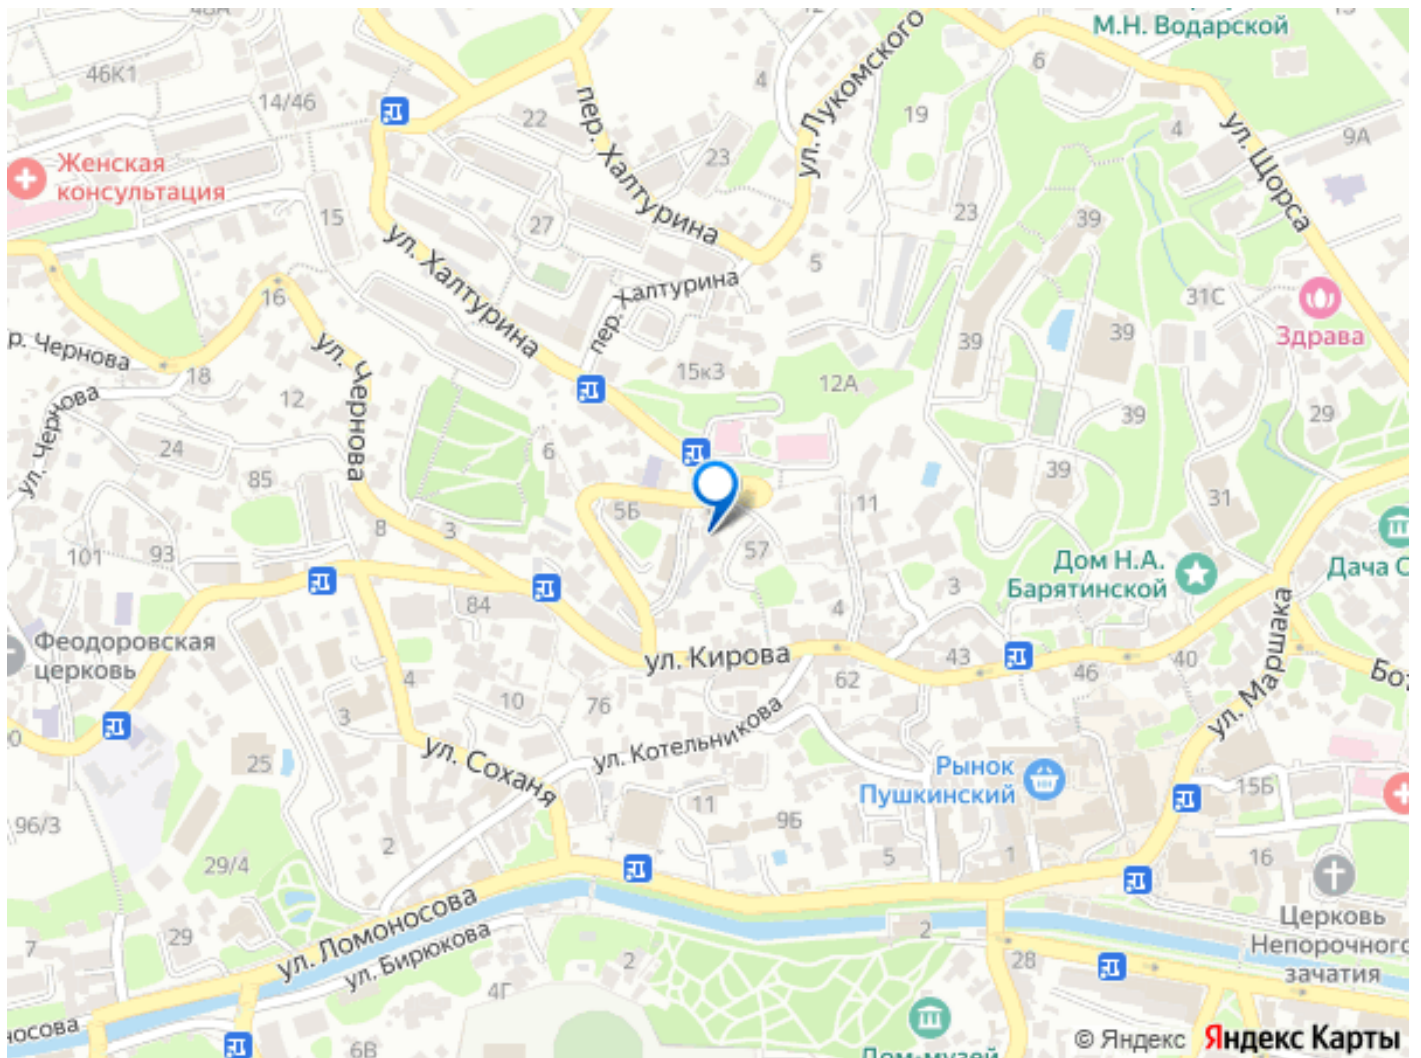 М.Н. Водарской
46К1
14/46
Женская
консультация
22
пер. Халтурина
4
23
ул. Лукомского
19
6
4
ул. Щорса
9А
15
27
ул. Халтурина
пер. Халтурина
5
23
39
31С
Здрава
16
ул. Чернова
р. Чернова
18
12
ул. Чернова
24
85
6
15к3
12А
39
39
39
39
29
31
101
93
8
3
5Б
57
11
3
4
Дом Н.А.
Барятинской
Дача С
Феодоровская
церковь
84
ул. Кирова
43
62
46
40
ул. Маршака
Бот
4
3
10
76
ул. Котельникова
25
ул. Соханя
Рынок
Пушкинский
15Б
96/3
29/4
2
11
9Б
5
1
16
Церковь
Непорочного
зачатия
7
29
ул. Ломоносова
ул. Бирюкова
2
4Г
2
28
носова
6В
Дом-музей
© Яндекс Яндекс Карты